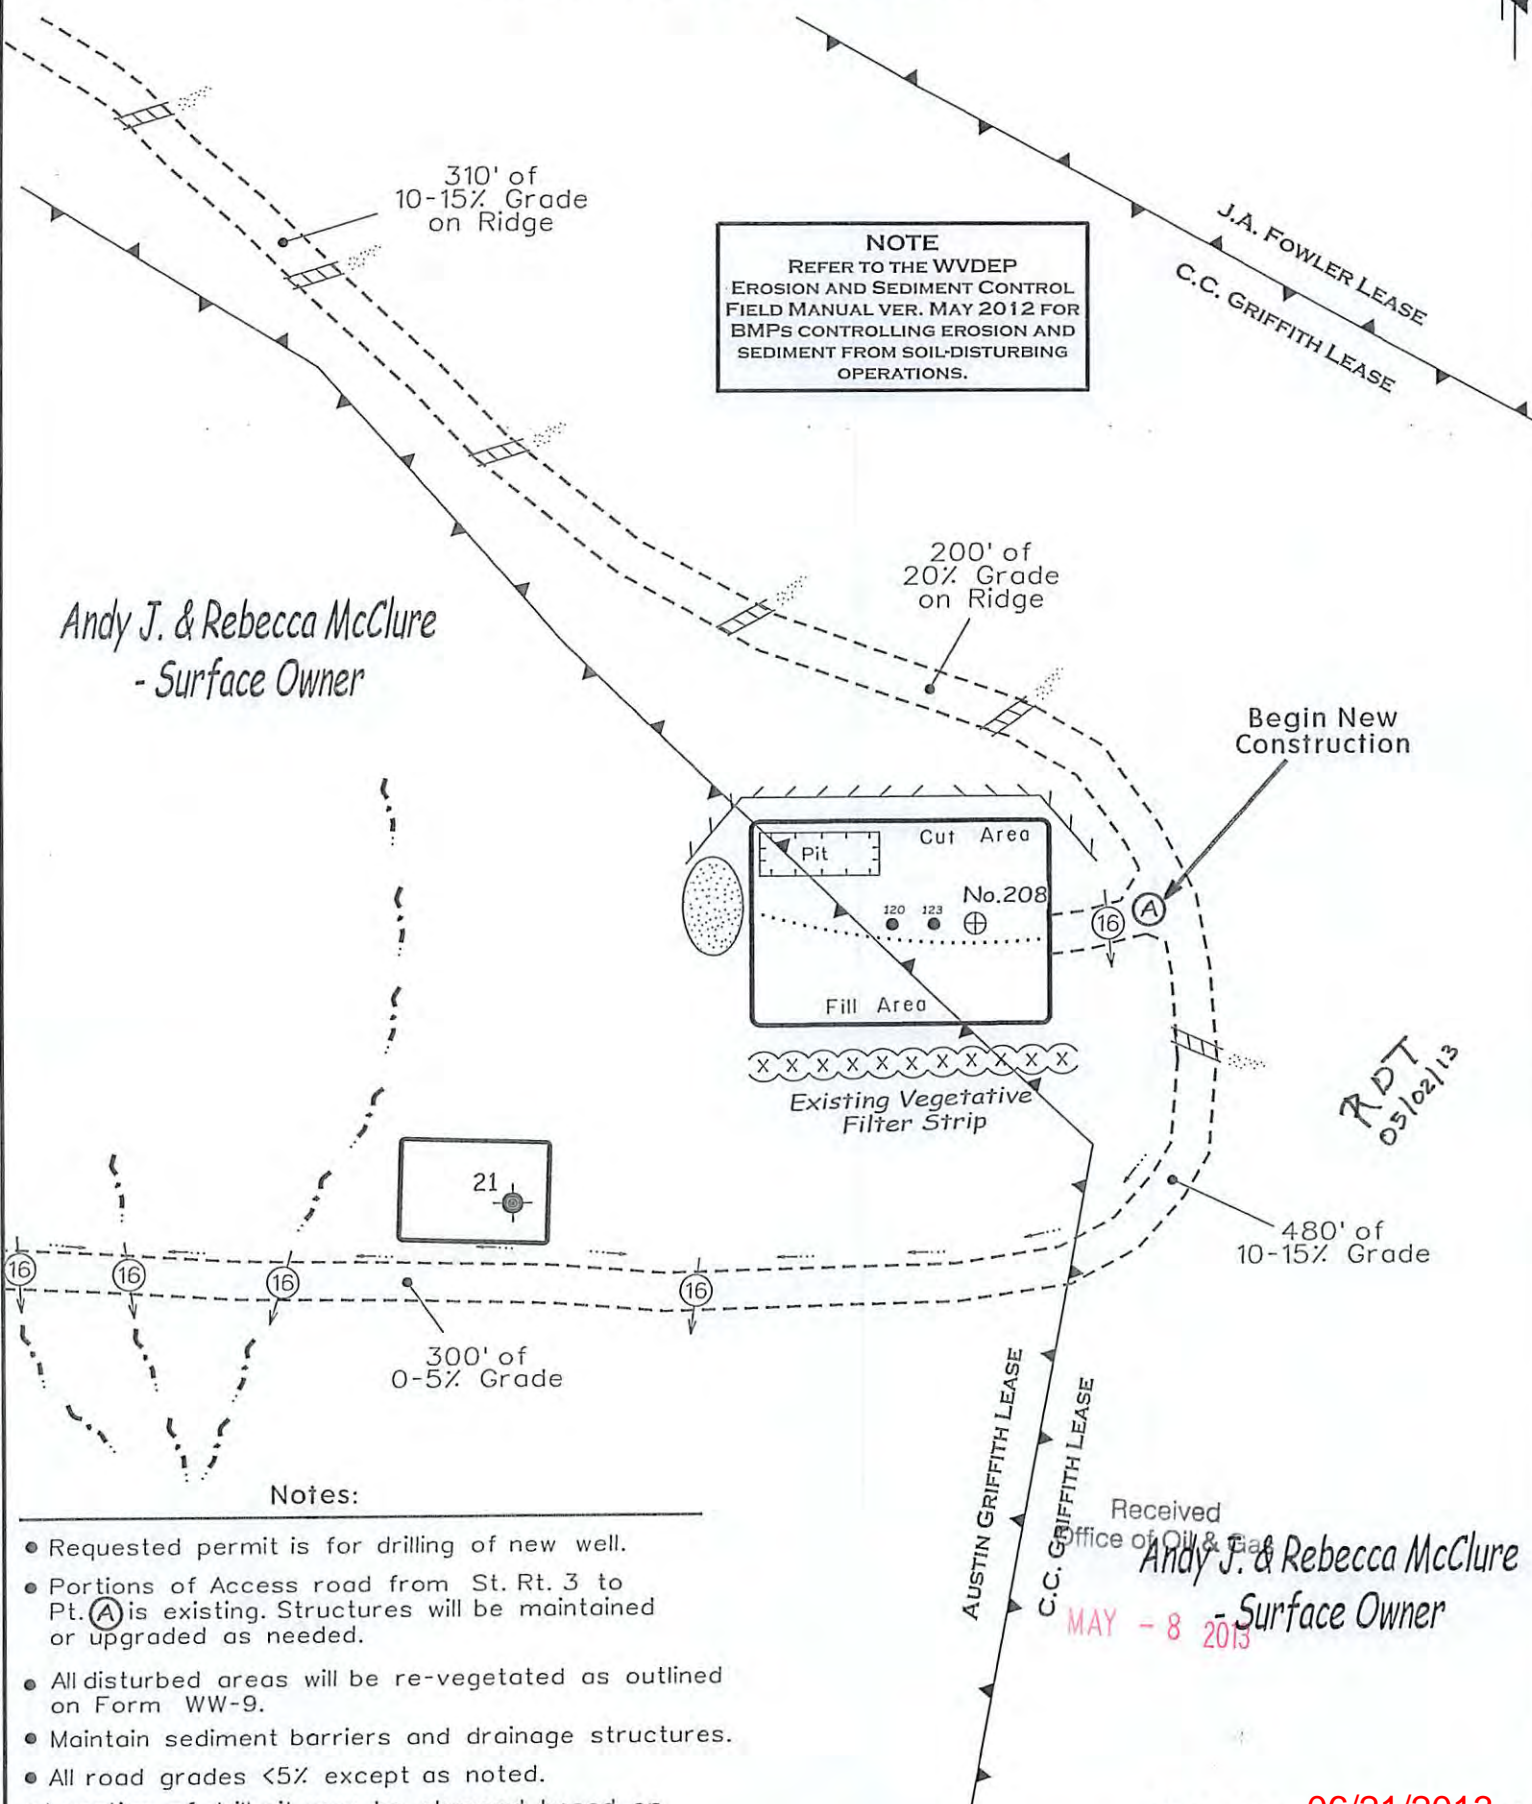 310' of
10-15% Grade
on Ridge
NOTE
REFER TO THE WVDEP
EROSION AND SEDIMENT CONTROL
FIELD MANUAL VER. MAY 2012 FOR
BMPS CONTROLLING EROSION AND
SEDIMENT FROM SOIL-DISTURBING
OPERATIONS.
J.A. FOWLER LEASE
C.C. GRIFFITH LEASE
200' of
20% Grade
on Ridge
Andy J. & Rebecca McClure
- Surface Owner
Begin New
Construction
Cut Area
Pit
No.208
120 123
16
A
Fill Area
X X X X X X X X X X X
Existing Vegetative
Filter Strip
RDT
05/02/13
21
480' of
10-15% Grade
16 16 16 16
300' of
0-5% Grade
AUSTIN GRIFFITH LEASE
C.C. GRIFFITH LEASE
Received
Office of Oil & Gas
MAY - 8 2013
Andy J. & Rebecca McClure
- Surface Owner
Notes:
• Requested permit is for drilling of new well.
• Portions of Access road from St. Rt. 3 to
Pt. A is existing. Structures will be maintained
or upgraded as needed.
• All disturbed areas will be re-vegetated as outlined
on Form WW-9.
• Maintain sediment barriers and drainage structures.
• All road grades <5% except as noted.